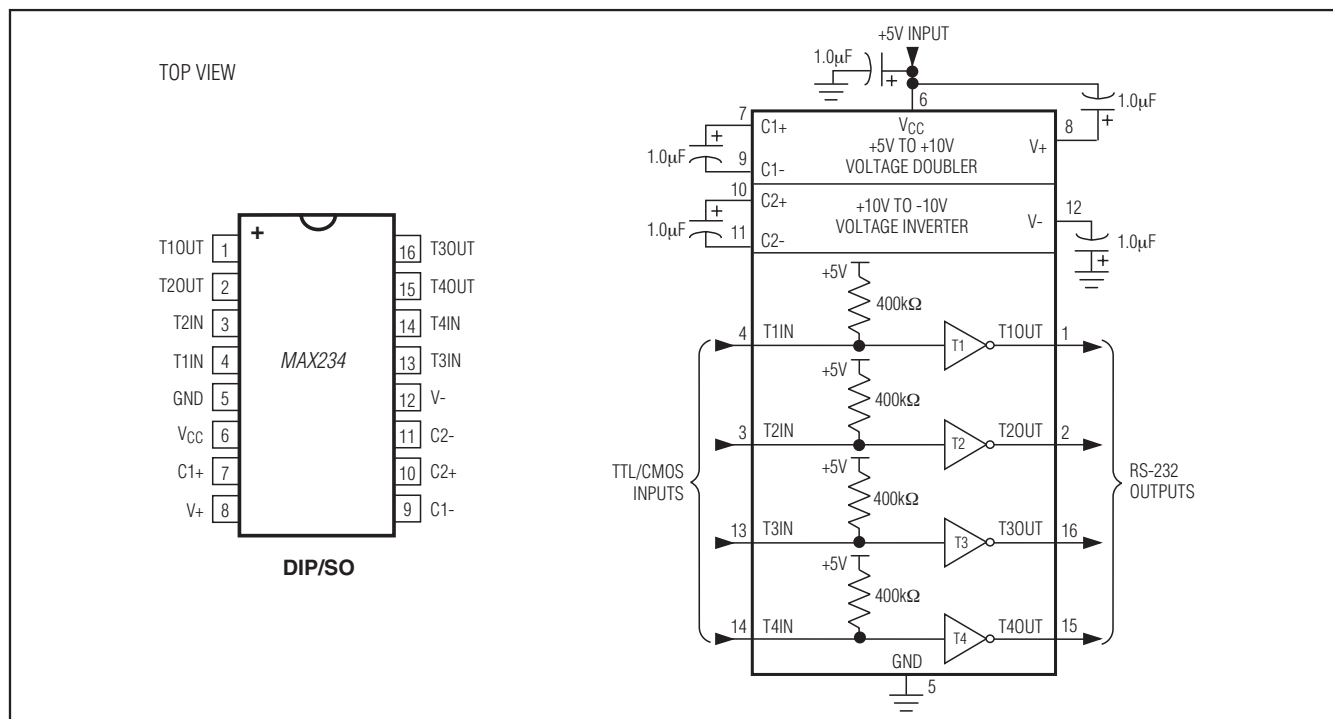 TOP VIEW
+
MAX234
T1OUT 1
T2OUT 2
T2IN 3
T1IN 4
GND 5
VCC 6
C1+ 7
V+ 8
16 T3OUT
15 T4OUT
14 T4IN
13 T3IN
12 V-
11 C2-
10 C2+
9 C1-
DIP/SO
+5V INPUT
1.0µF
+
6
1.0µF
+
7 C1+
+
1.0µF
9 C1-
VCC
+5V TO +10V
VOLTAGE DOUBLER
8
V+
10 C2+
+
1.0µF
11 C2-
+10V TO -10V
VOLTAGE INVERTER
12
V-
1.0µF
+
+5V
400kΩ
4 T1IN T1 T1OUT 1
+5V
400kΩ
3 T2IN T2 T2OUT 2
+5V
400kΩ
TTL/CMOS
INPUTS
RS-232
OUTPUTS
13 T3IN T3 T3OUT 16
+5V
400kΩ
14 T4IN T4 T4OUT 15
GND
5